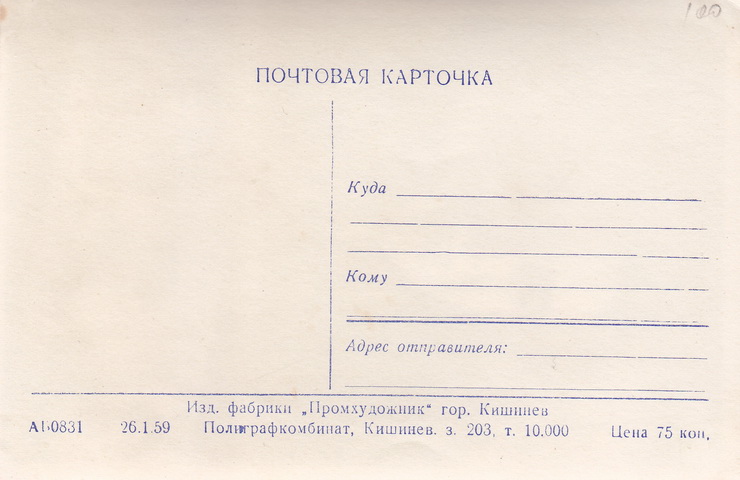 100
ПОЧТОВАЯ КАРТОЧКА
Куда
Кому
Адрес отправителя:
Изд. фабрики „Промхудожник“ гор. Кишинев
АБ0831 26.1.59 Полиграфкомбинат, Кишинев. з. 203, т. 10.000 Цена 75 коп.